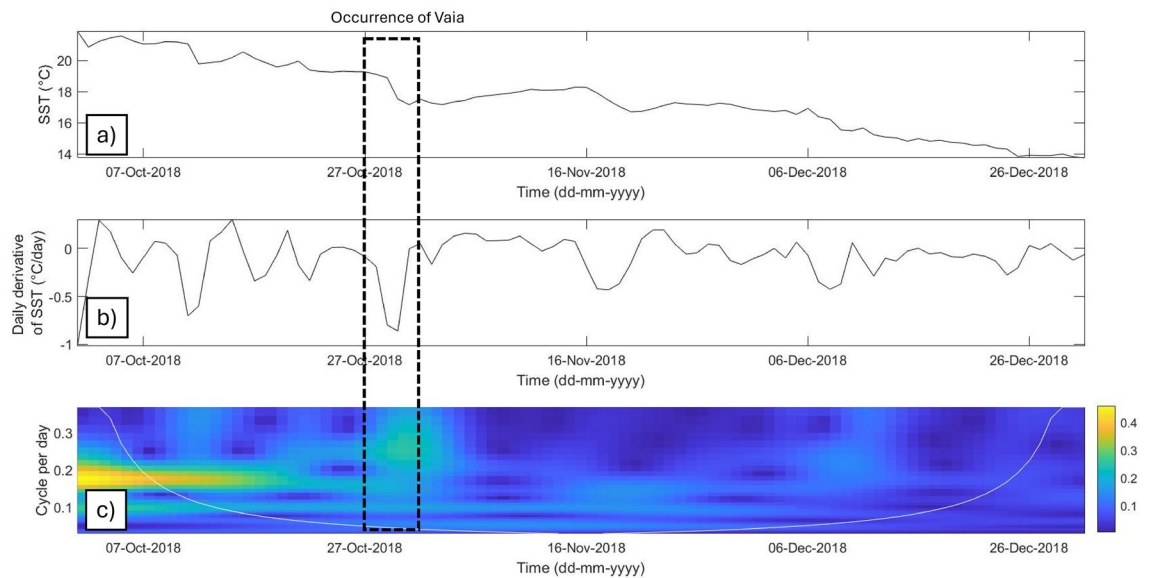 Occurrence of Vaia
SST (°C)
20
18
16
14
a)
07-Oct-2018
27-Oct-2018
16-Nov-2018
06-Dec-2018
26-Dec-2018
Time (dd-mm-yyyy)
Daily derivative
of SST (°C/day)
0
-0.5
-1
b)
07-Oct-2018
27-Oct-2018
16-Nov-2018
06-Dec-2018
26-Dec-2018
Time (dd-mm-yyyy)
Cycle per day
0.3
0.2
0.1
c)
0.4
0.3
0.2
0.1
07-Oct-2018
27-Oct-2018
16-Nov-2018
06-Dec-2018
26-Dec-2018
Time (dd-mm-yyyy)